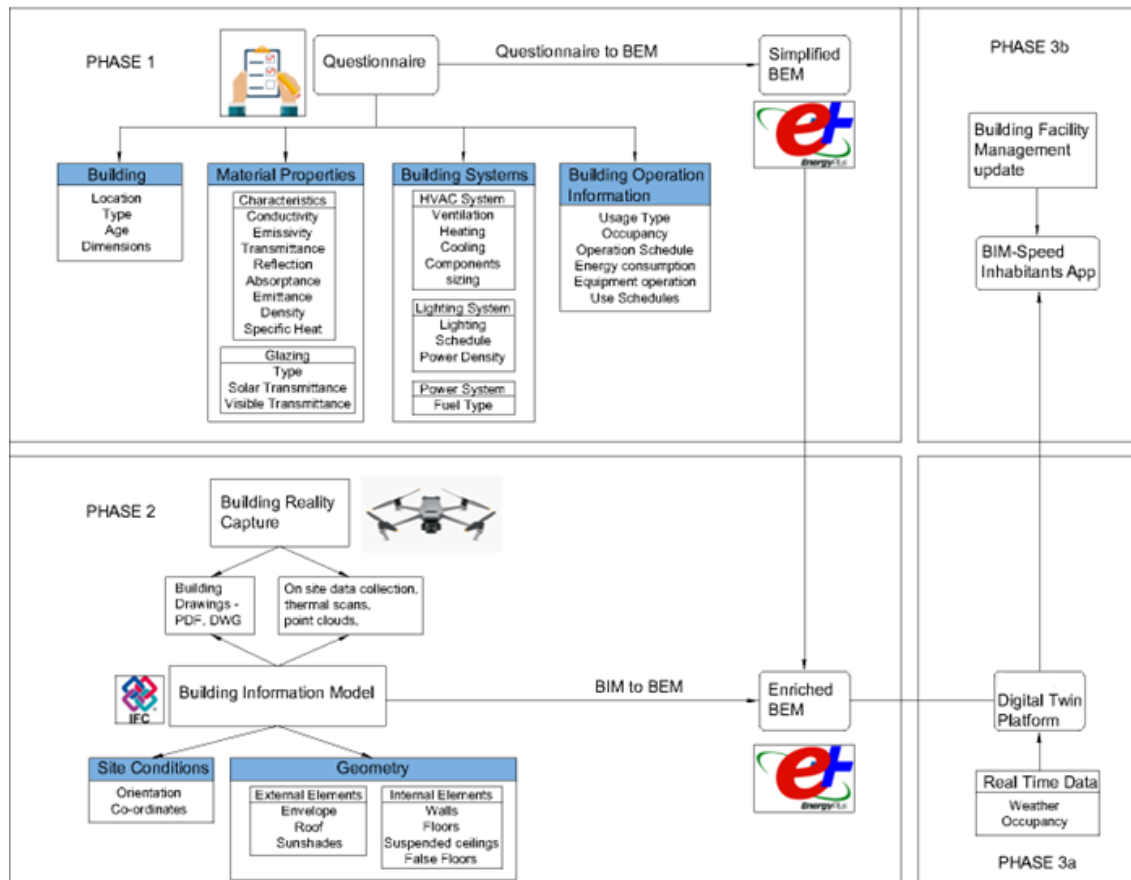 PHASE 1
Questionnaire
Questionnaire to BEM
Simplified
BEM
EnergyPlus
Building
Location
Type
Age
Dimensions
Material Properties
Characteristics
Conductivity
Emissivity
Transmittance
Reflection
Absorptance
Emittance
Density
Specific Heat
Glazing
Type
Solar Transmittance
Visible Transmittance
Building Systems
HVAC System
Ventilation
Heating
Cooling
Components
sizing
Lighting System
Lighting
Schedule
Power Density
Power System
Fuel Type
Building Operation
Information
Usage Type
Occupancy
Operation Schedule
Energy consumption
Equipment operation
Use Schedules
PHASE 3b
Building Facility
Management
update
BIM-Speed
Inhabitants App
PHASE 2
Building Reality
Capture
Building
Drawings -
PDF, DWG
On site data collection,
thermal scans,
point clouds,
IFC
Building Information Model
BIM to BEM
Enriched
BEM
EnergyPlus
Site Conditions
Orientation
Co-ordinates
Geometry
External Elements
Envelope
Roof
Sunshades
Internal Elements
Walls
Floors
Suspended ceilings
False Floors
Digital Twin
Platform
Real Time Data
Weather
Occupancy
PHASE 3a